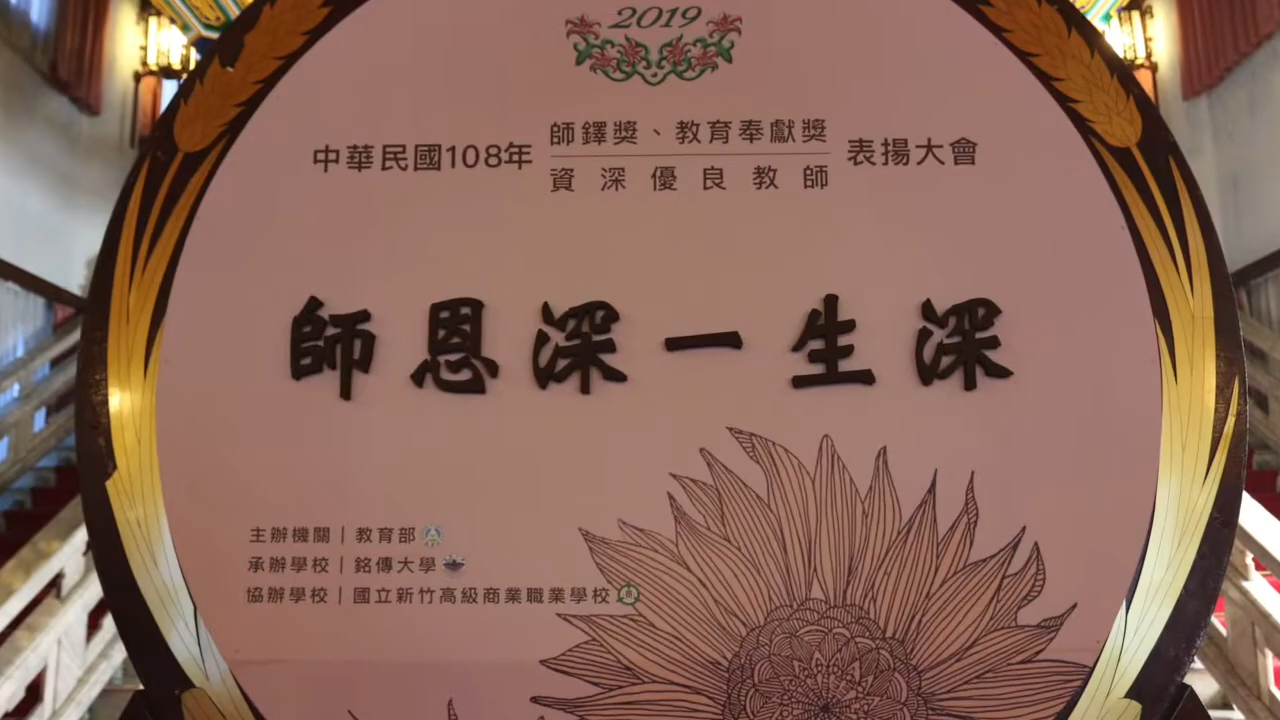 2019
中華民國108年 師鐸獎、教育奉獻獎 表揚大會
資深優良教師
師恩深一生深
主辦機關|教育部
承辦學校|銘傳大學
協辦學校|國立新竹高級商業職業學校